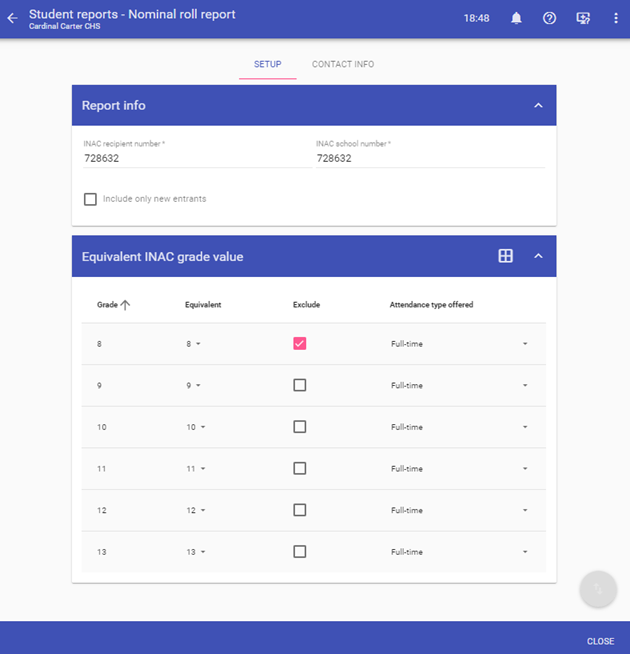 Student reports - Nominal roll report
Cardinal Carter CHS
18:48
SETUP CONTACT INFO
Report info
INAC recipient number * INAC school number *
728632 728632
Include only new entrants
Equivalent INAC grade value
Grade Equivalent Exclude Attendance type offered
8 8 Full-time
9 9 Full-time
10 10 Full-time
11 11 Full-time
12 12 Full-time
13 13 Full-time
CLOSE